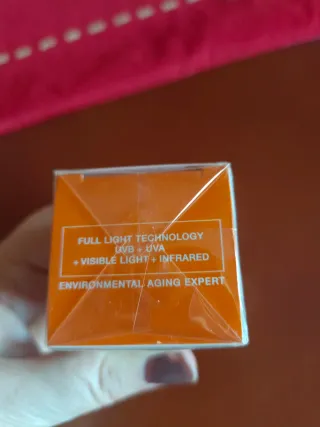 FULL LIGHT TECHNOLOGY
UVB + UVA
+ VISIBLE LIGHT + INFRARED
ENVIRONMENTAL AGING EXPERT